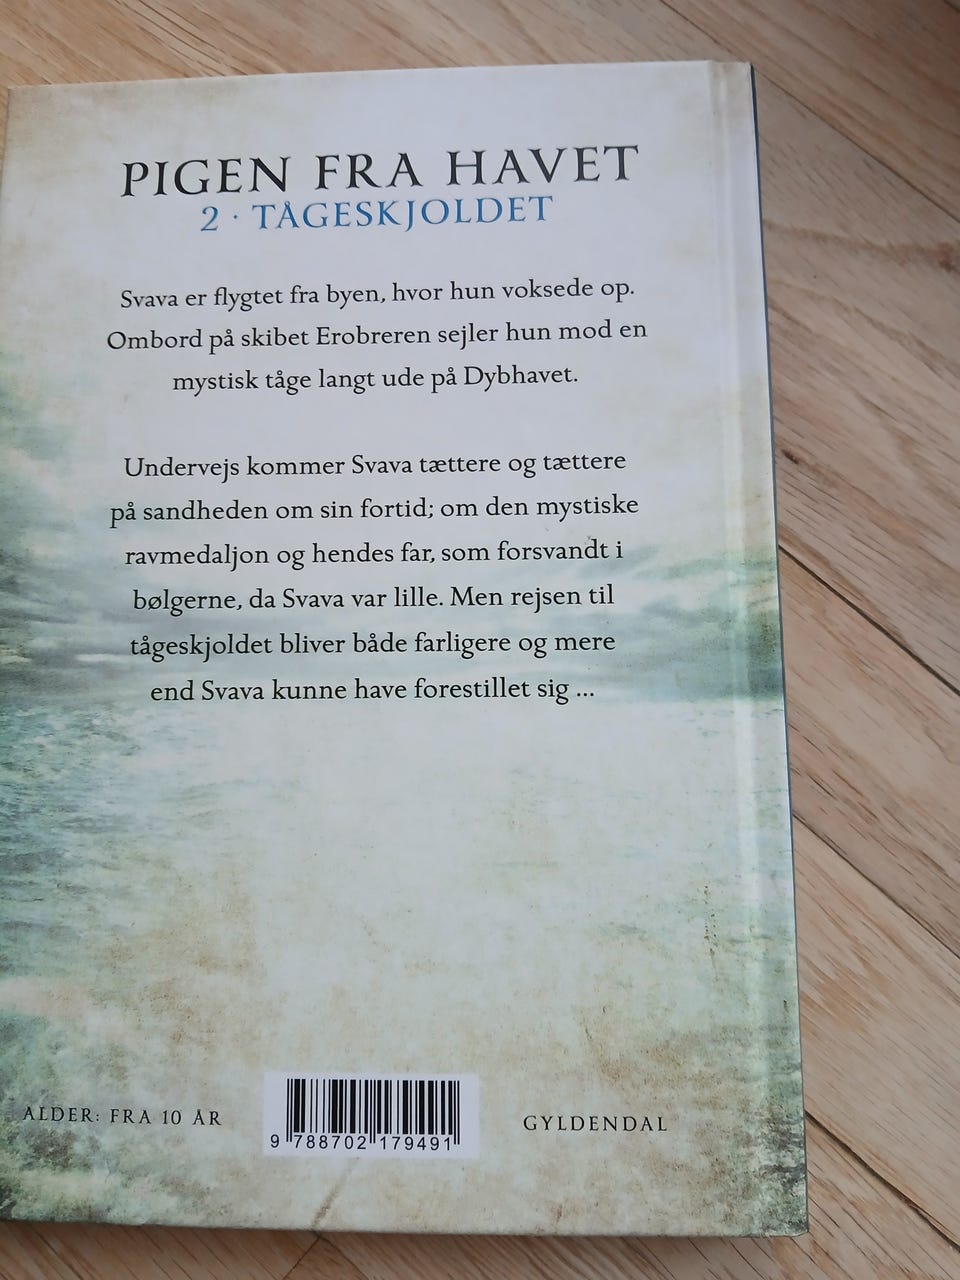 PIGEN FRA HAVET
2 · TÅGESKJOLDET
Svava er flygtet fra byen, hvor hun voksede op.
Ombord på skibet Erobreren sejler hun mod en
mystisk tåge langt ude på Dybhavet.
Undervejs kommer Svava tættere og tættere
på sandheden om sin fortid; om den mystiske
ravmedaljon og hendes far, som forsvandt i
bølgerne, da Svava var lille. Men rejsen til
tågeskjoldet bliver både farligere og mere
end Svava kunne have forestillet sig ...
ALDER: FRA 10 ÅR
9 788702 179491
GYLDENDAL